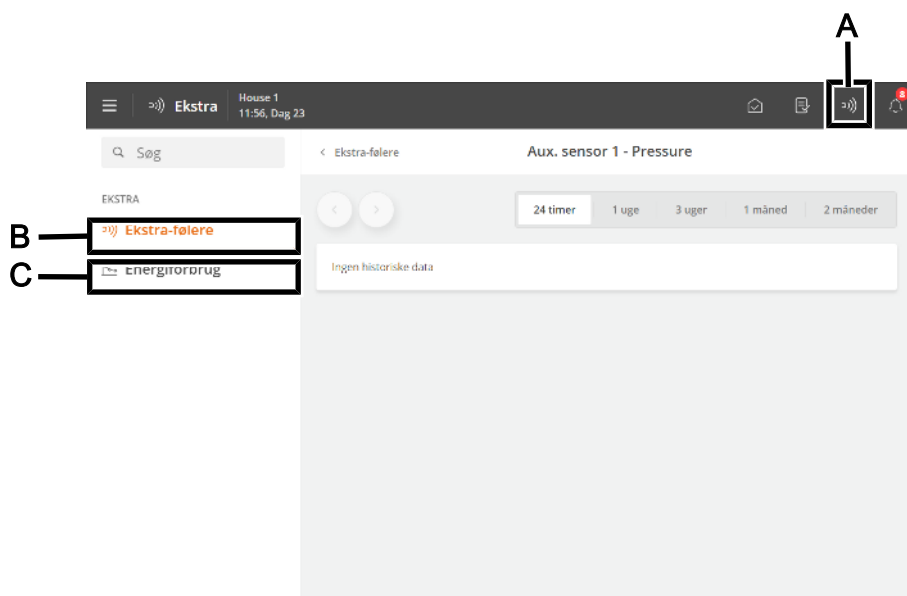 A
Ekstra
House 1
11:56, Dag 23
8
Søg
Ekstra-følere
Aux. sensor 1 - Pressure
EKSTRA
24 timer
1 uge
3 uger
1 måned
2 måneder
B
Ekstra-følere
C
Energiforbrug
Ingen historiske data